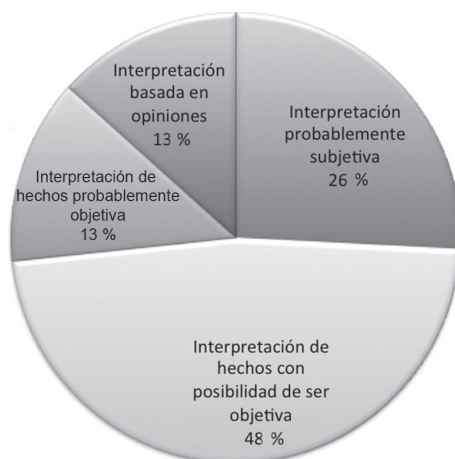 Interpretación
basada en
opiniones
13 %
Interpretación
probablemente
subjetiva
26 %
Interpretación de
hechos probablemente
objetiva
13 %
Interpretación de
hechos con
posibilidad de ser
objetiva
48 %